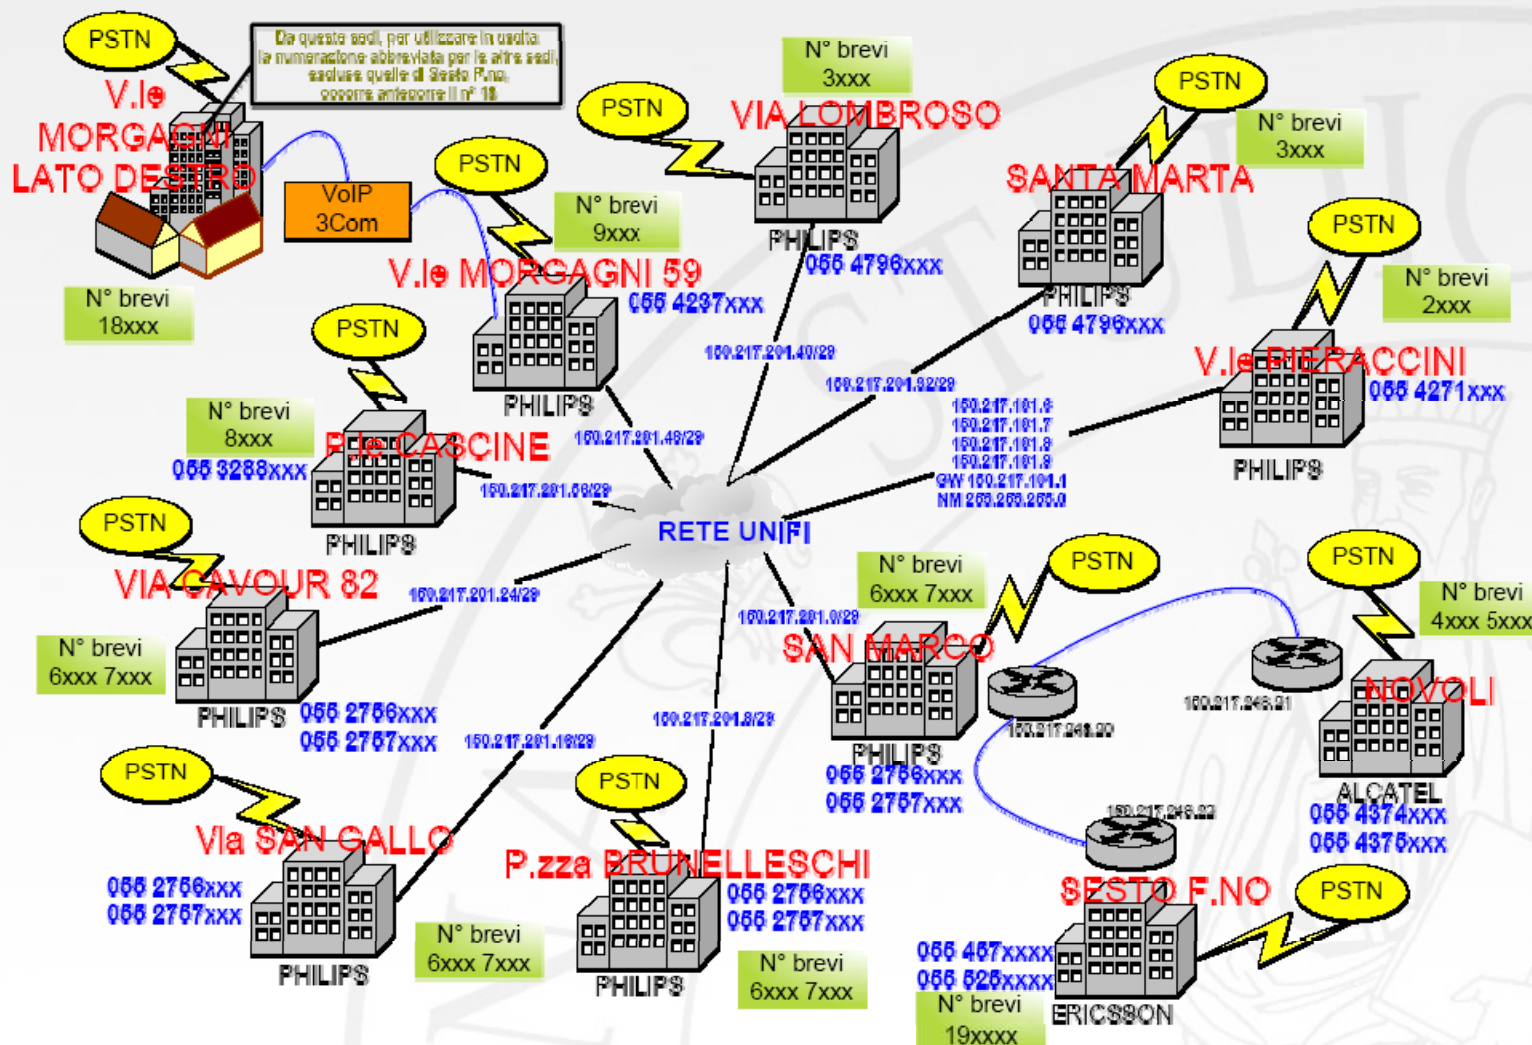 PSTN
Da queste sedi, per utilizzare in uscita
la numerazione abbreviata per le altre sedi,
escluse quelle di Sesto F.no,
occorre anteporre il n° 18
V.le
MORGAGNI
LATO DESTRO
N° brevi
18xxx
VoIP
3Com
PSTN
N° brevi
9xxx
V.le MORGAGNI 59
055 4237xxx
PHILIPS
PSTN
N° brevi
3xxx
VIA LOMBROSO
PHILIPS
055 4796xxx
PSTN
N° brevi
3xxx
SANTA MARTA
PHILIPS
055 4796xxx
PSTN
N° brevi
2xxx
V.le PIERACCINI
055 4271xxx
PHILIPS
150.217.201.40/29
150.217.201.32/29
150.217.101.6
150.217.101.7
150.217.101.8
150.217.101.9
GW 150.217.101.1
NM 255.255.255.0
150.217.201.48/29
PSTN
N° brevi
8xxx
P.le CASCINE
055 3288xxx
PHILIPS
150.217.201.56/29
RETE UNIFI
PSTN
VIA CAVOUR 82
N° brevi
6xxx 7xxx
PHILIPS
055 2756xxx
055 2757xxx
150.217.201.24/29
150.217.201.16/29
150.217.201.8/29
150.217.201.0/29
N° brevi
6xxx 7xxx
PSTN
SAN MARCO
PHILIPS
055 2756xxx
055 2757xxx
150.217.248.20
150.217.248.21
150.217.248.22
PSTN
N° brevi
4xxx 5xxx
NOVOLI
ALCATEL
055 4374xxx
055 4375xxx
PSTN
Via SAN GALLO
055 2756xxx
055 2757xxx
PHILIPS
N° brevi
6xxx 7xxx
PSTN
P.zza BRUNELLESCHI
055 2756xxx
055 2757xxx
PHILIPS
N° brevi
6xxx 7xxx
SESTO F.NO
PSTN
055 457xxxx
055 525xxxx
N° brevi
19xxxx
ERICSSON